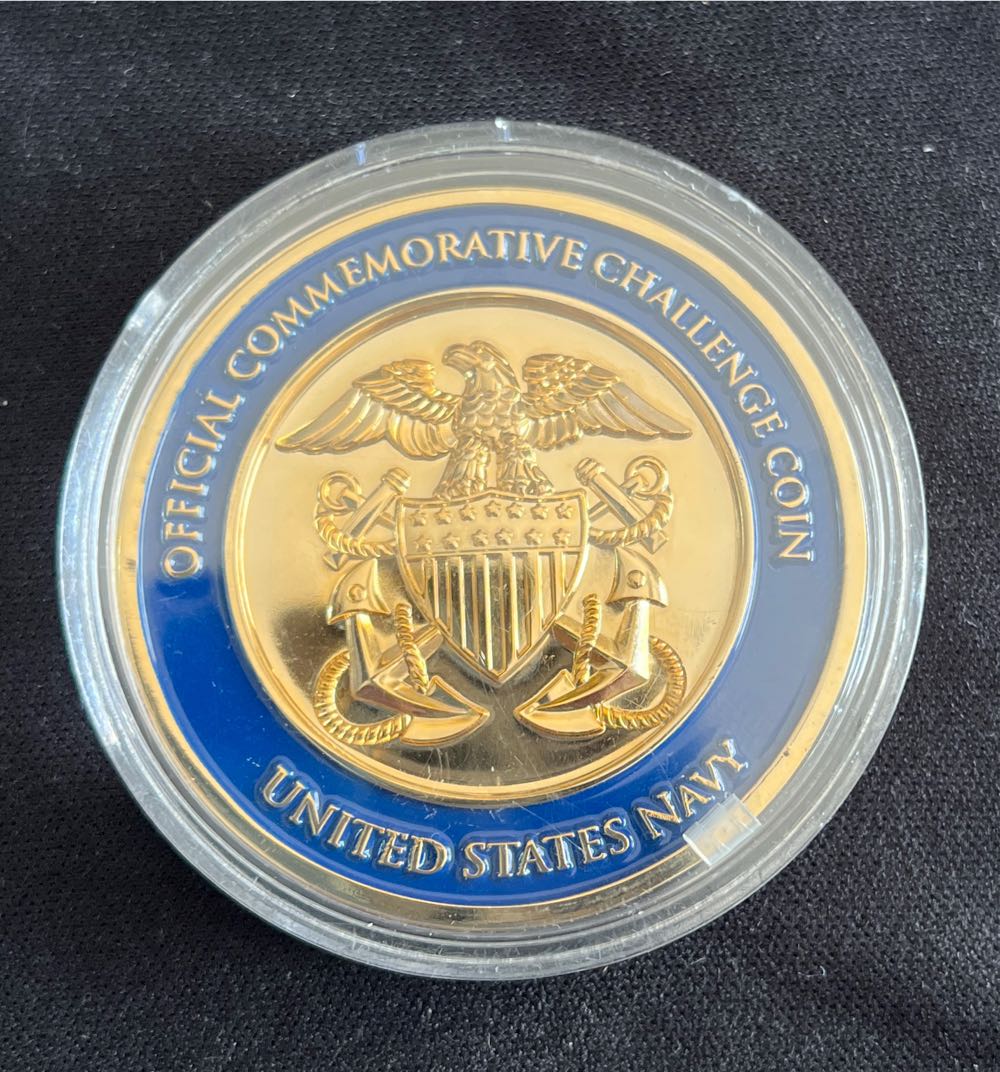 OFFICIAL COMMEMORATIVE CHALLENGE COIN
UNITED STATES NAVY